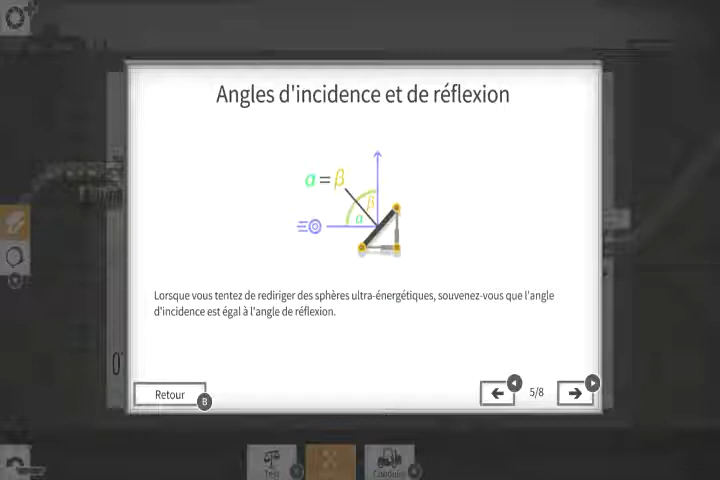 Angles d'incidence et de réflexion
a = β
β
a
Lorsque vous tentez de rediriger des sphères ultra-énergétiques, souvenez-vous que l'angle
d'incidence est égal à l'angle de réflexion.
Retour
B
5/8
Test